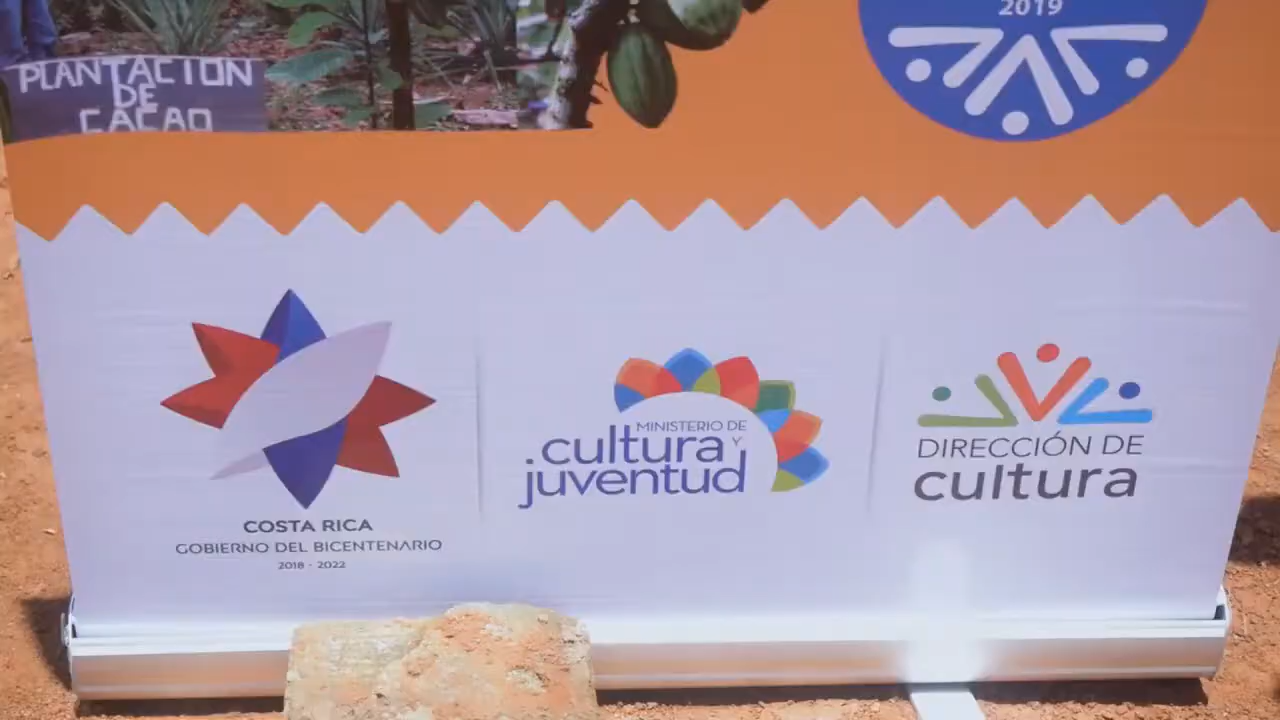 2019
PLANTACION
DE
CACAO
COSTA RICA
GOBIERNO DEL BICENTENARIO
2018 - 2022
MINISTERIO DE
cultura Y
juventud
DIRECCIÓN DE
cultura